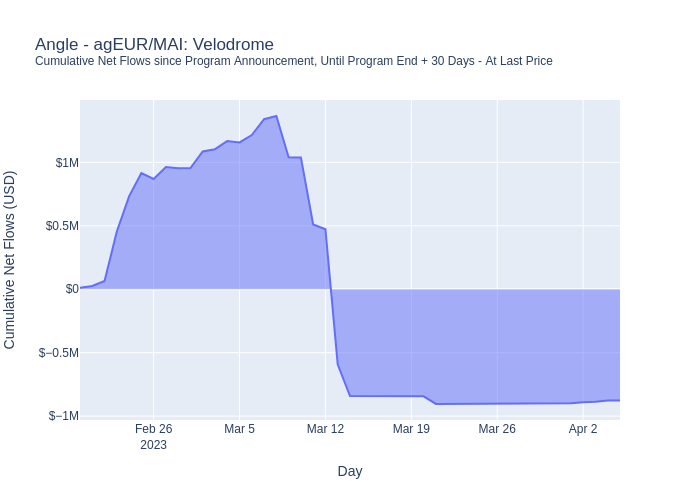 Angle - agEUR/MAI: Velodrome
Cumulative Net Flows since Program Announcement, Until Program End + 30 Days - At Last Price
Cumulative Net Flows (USD)
$1M
$0.5M
$0
$−0.5M
$−1M
Feb 26
2023
Mar 5
Mar 12
Mar 19
Mar 26
Apr 2
Day